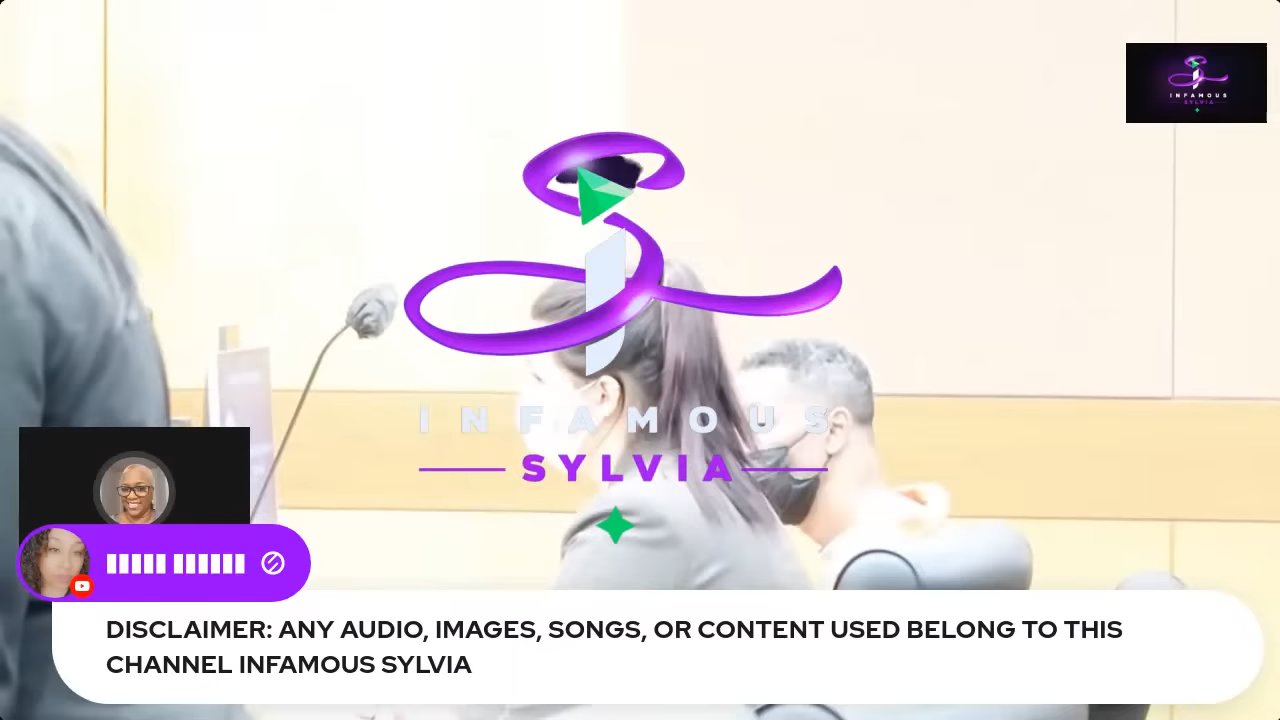 INFAMOUS
SYLVIA
INFAMOUS
SYLVIA
DISCLAIMER: ANY AUDIO, IMAGES, SONGS, OR CONTENT USED BELONG TO THIS
CHANNEL INFAMOUS SYLVIA